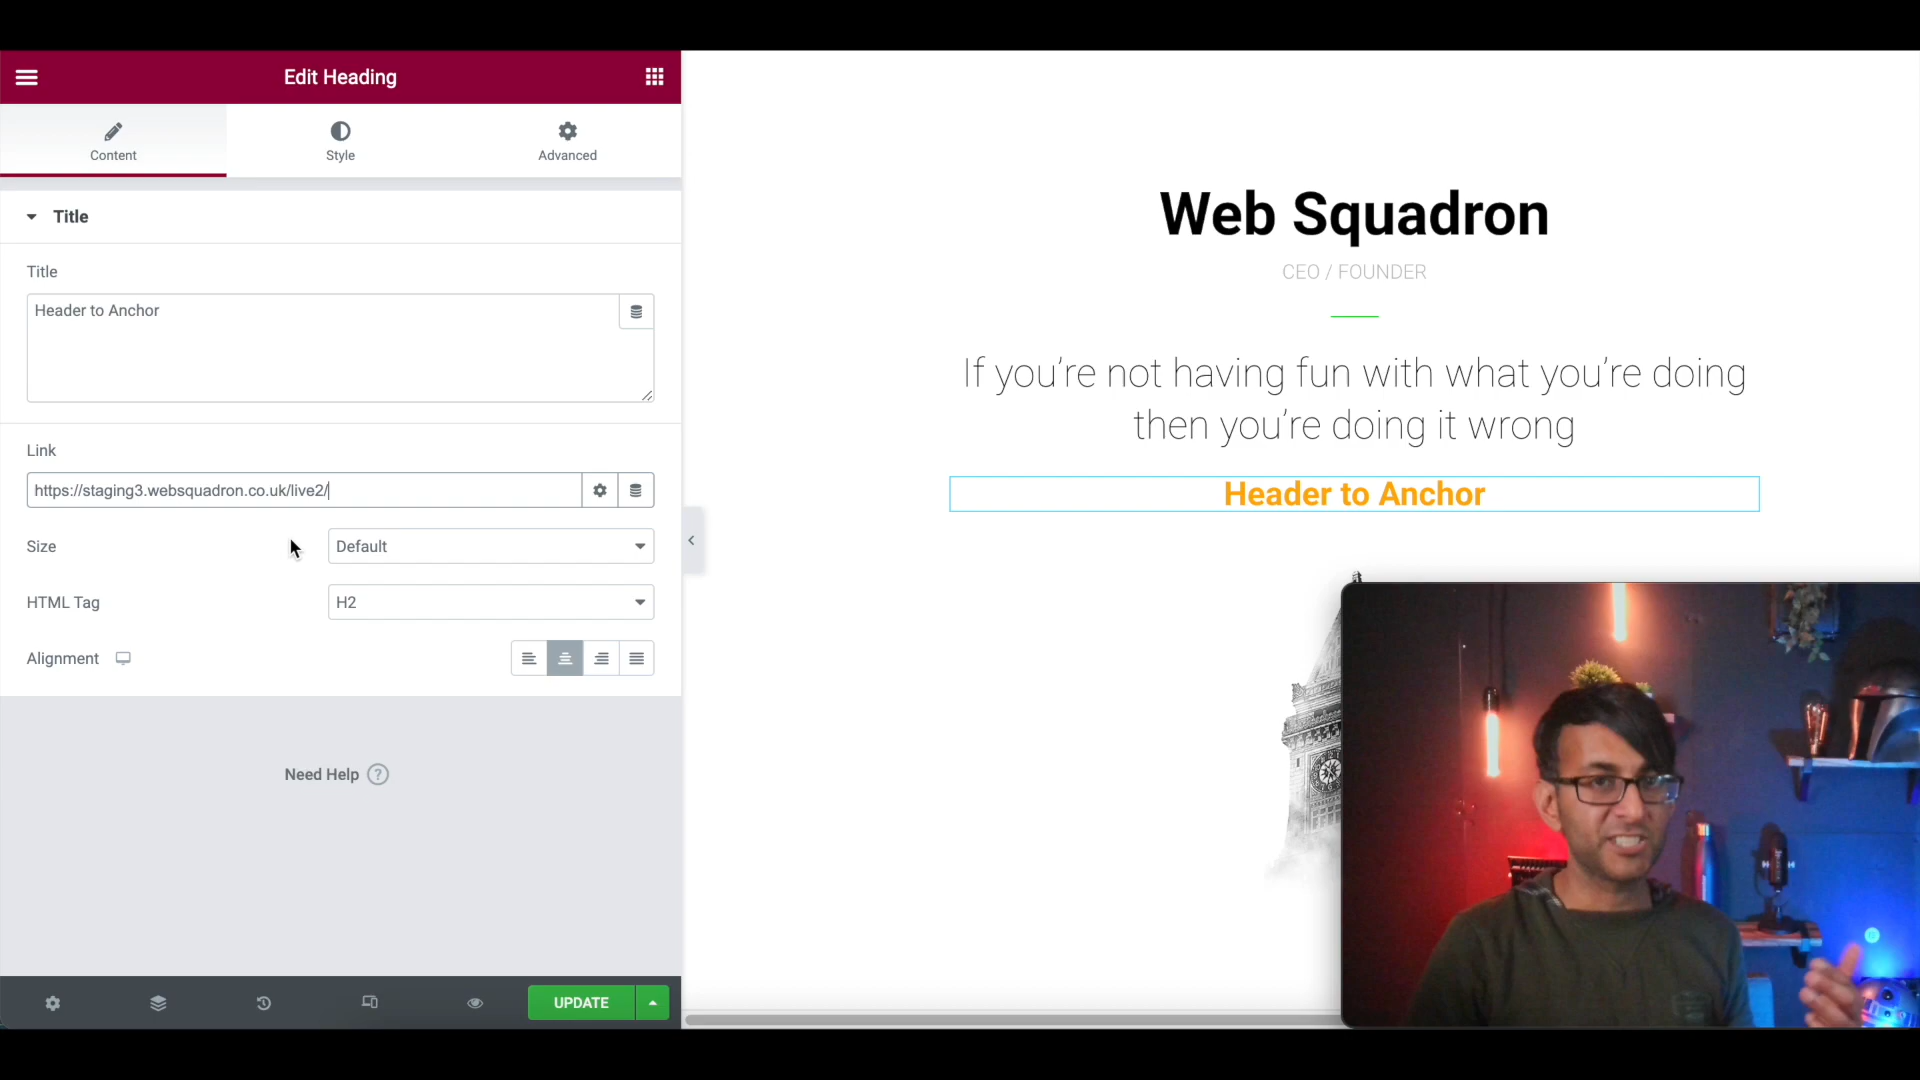 Edit Heading
Content
Style
Advanced
Title
Title
Header to Anchor
Link
https://staging3.websquadron.co.uk/live2/
Size
Default
HTML Tag
H2
Alignment
Need Help ?
UPDATE
Web Squadron
CEO / FOUNDER
If you’re not having fun with what you’re doing
then you’re doing it wrong
Header to Anchor